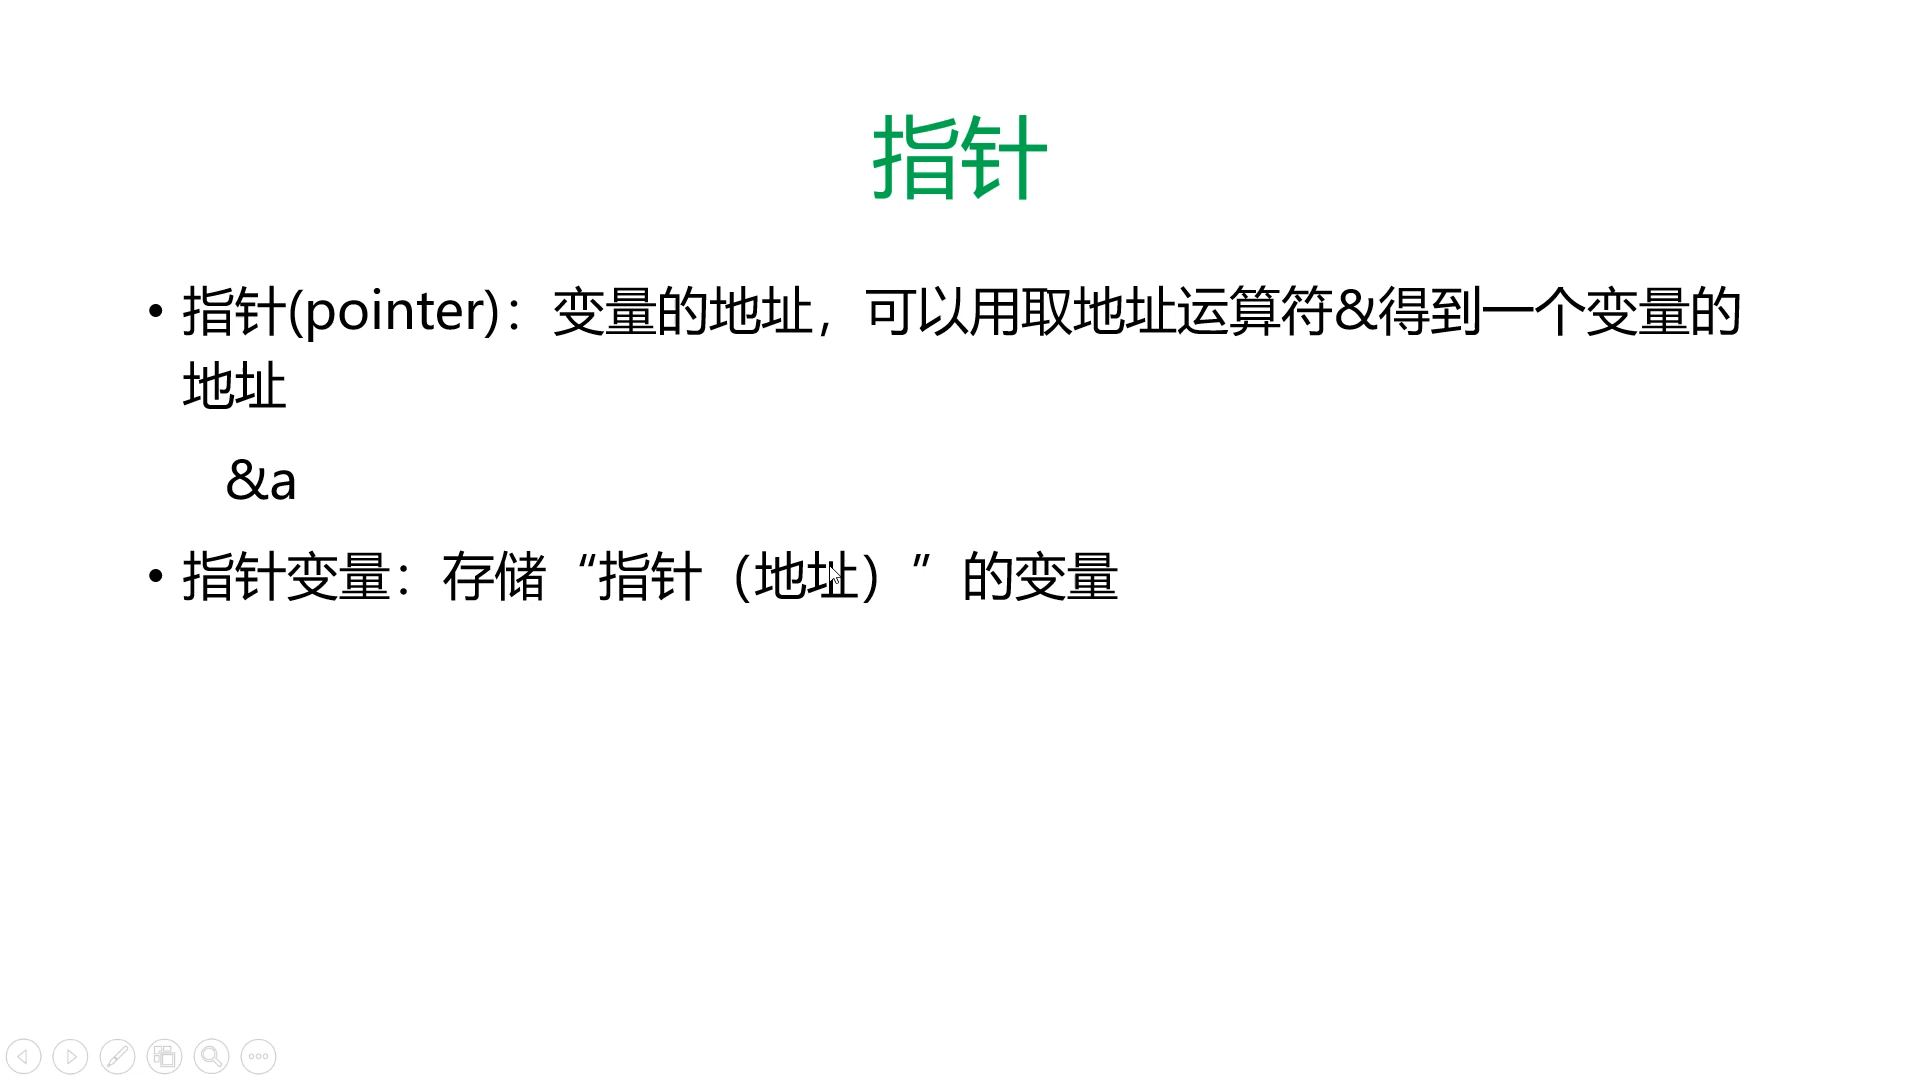 指针
• 指针(pointer)：变量的地址，可以用取地址运算符&得到一个变量的
地址
&a
• 指针变量：存储“指针（地址）”的变量